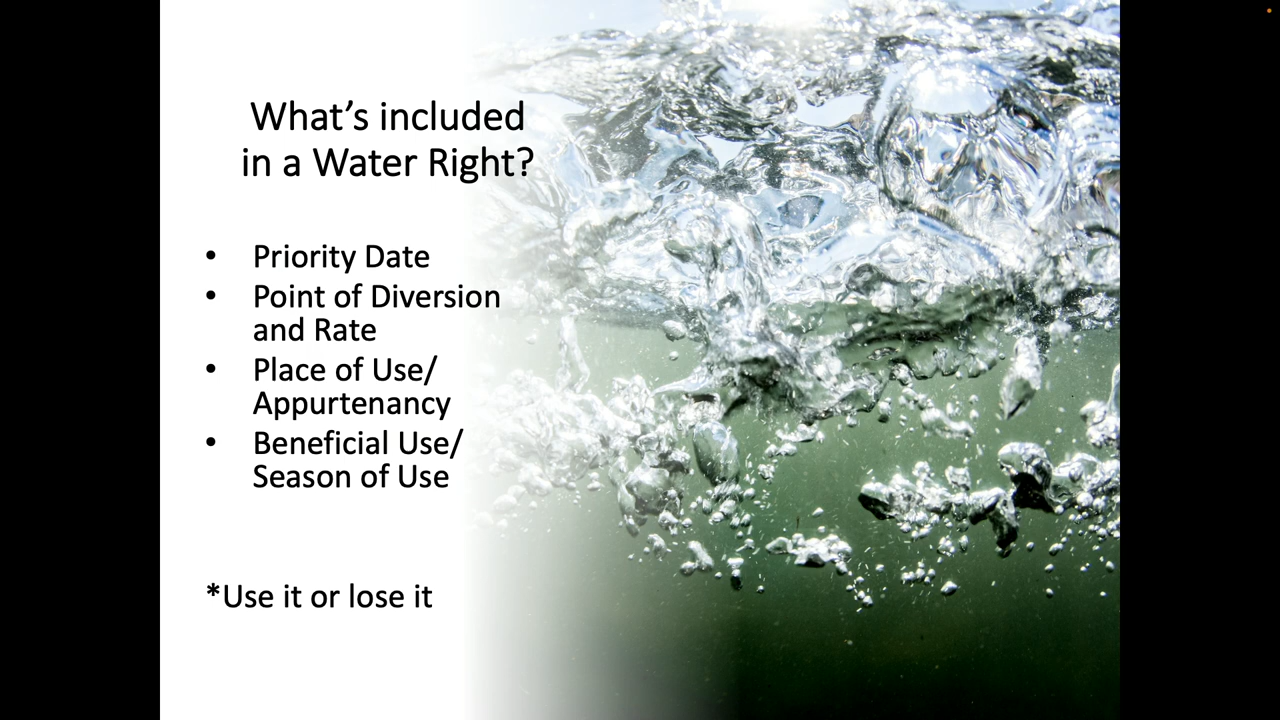 What’s included
in a Water Right?
• Priority Date
• Point of Diversion
and Rate
• Place of Use/
Appurtenancy
• Beneficial Use/
Season of Use
*Use it or lose it